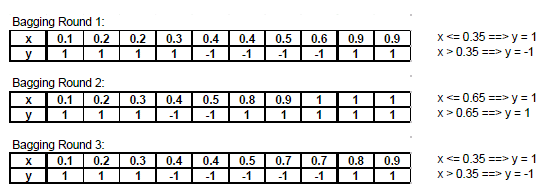 Bagging Round 1:
x 0.1 0.2 0.2 0.3 0.4 0.4 0.5 0.6 0.9 0.9 x <= 0.35 ==> y = 1
y 1 1 1 1 -1 -1 -1 -1 1 1 x > 0.35 ==> y = -1
Bagging Round 2:
x 0.1 0.2 0.3 0.4 0.5 0.8 0.9 1 1 1 x <= 0.65 ==> y = 1
y 1 1 1 -1 -1 1 1 1 1 1 x > 0.65 ==> y = 1
Bagging Round 3:
x 0.1 0.2 0.3 0.4 0.4 0.5 0.7 0.7 0.8 0.9 x <= 0.35 ==> y = 1
y 1 1 1 -1 -1 -1 -1 -1 1 1 x > 0.35 ==> y = -1